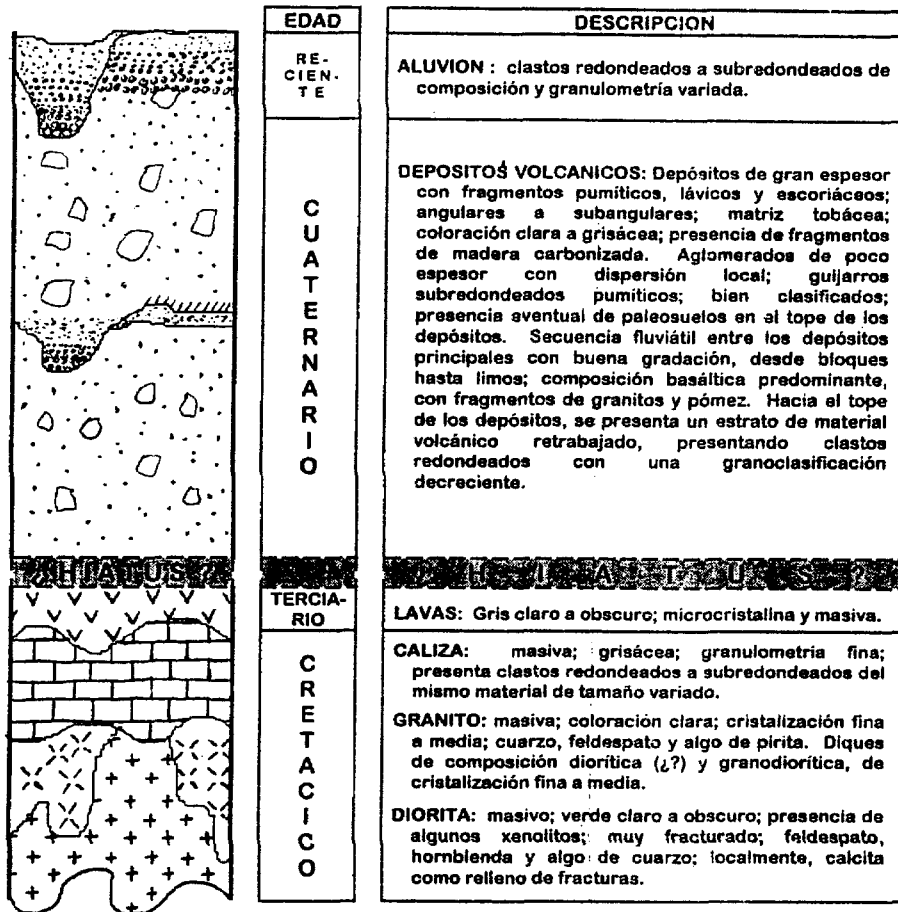 EDAD
DESCRIPCION
RE-
CIEN-
TE
ALUVION : clastos redondeados a subredondeados de
composición y granulometría variada.
C
U
A
T
E
R
N
A
R
I
O
DEPOSITOS VOLCANICOS: Depósitos de gran espesor
con fragmentos pumíticos, lávicos y escoriáceos;
angulares a subangulares; matriz tobácea;
coloración clara a grisácea; presencia de fragmentos
de madera carbonizada. Aglomerados de poco
espesor con dispersión local; guijarros
subredondeados pumíticos; bien clasificados;
presencia eventual de paleosuelos en el tope de los
depósitos. Secuencia fluviátil entre los depósitos
principales con buena gradación, desde bloques
hasta limos; composición basáltica predominante,
con fragmentos de granitos y pómez. Hacia el tope
de los depósitos, se presenta un estrato de material
volcánico retrabajado, presentando clastos
redondeados con una granoclasificación
decreciente.
¿ HIATUS ?
¿ H I A T U S ?
TERCIA-
RIO
LAVAS: Gris claro a obscuro; microcristalina y masiva.
C
R
E
T
A
C
I
C
O
CALIZA: masiva; grisácea; granulometría fina;
presenta clastos redondeados a subredondeados del
mismo material de tamaño variado.
GRANITO: masiva; coloración clara; cristalización fina
a media; cuarzo, feldespato y algo de pirita. Diques
de composición diorítica (¿?) y granodiorítica, de
cristalización fina a media.
DIORITA: masivo; verde claro a obscuro; presencia de
algunos xenolitos; muy fracturado; feldespato,
hornblenda y algo de cuarzo; localmente, calcita
como relleno de fracturas.